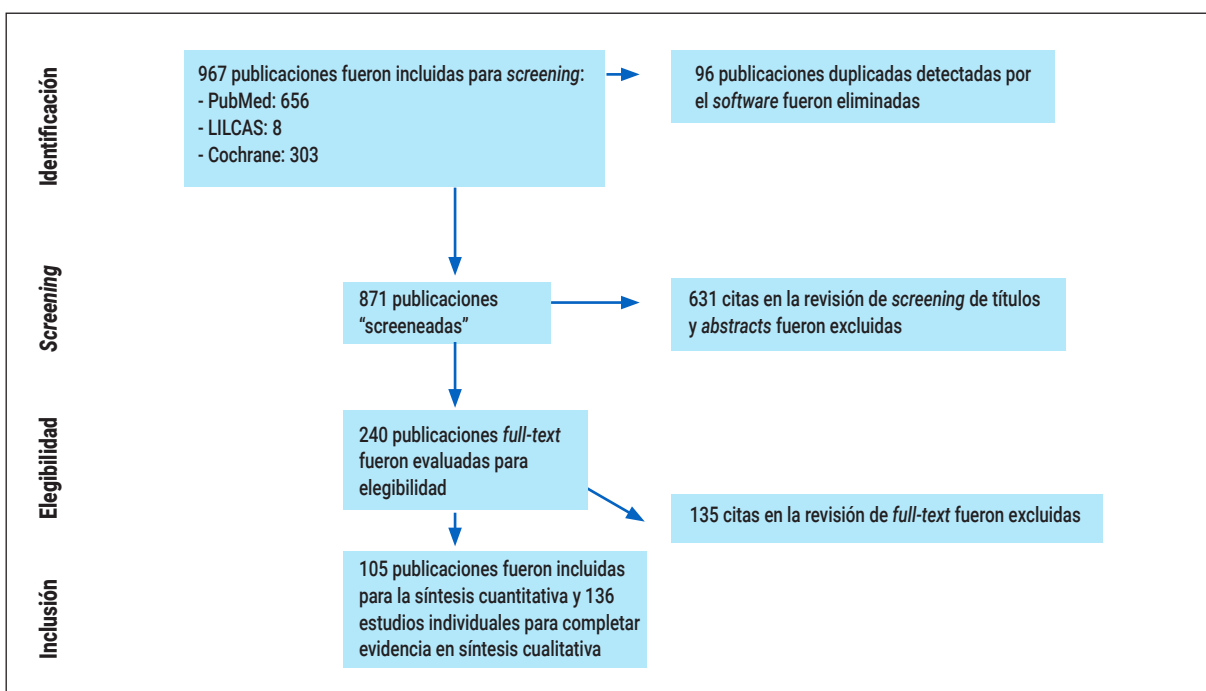 Identificación
967 publicaciones fueron incluidas para screening:
- PubMed: 656
- LILCAS: 8
- Cochrane: 303
96 publicaciones duplicadas detectadas por
el software fueron eliminadas
Screening
871 publicaciones
“screeneadas”
631 citas en la revisión de screening de títulos
y abstracts fueron excluidas
Elegibilidad
240 publicaciones full-text
fueron evaluadas para
elegibilidad
135 citas en la revisión de full-text fueron excluidas
Inclusión
105 publicaciones fueron incluidas
para la síntesis cuantitativa y 136
estudios individuales para completar
evidencia en síntesis cualitativa